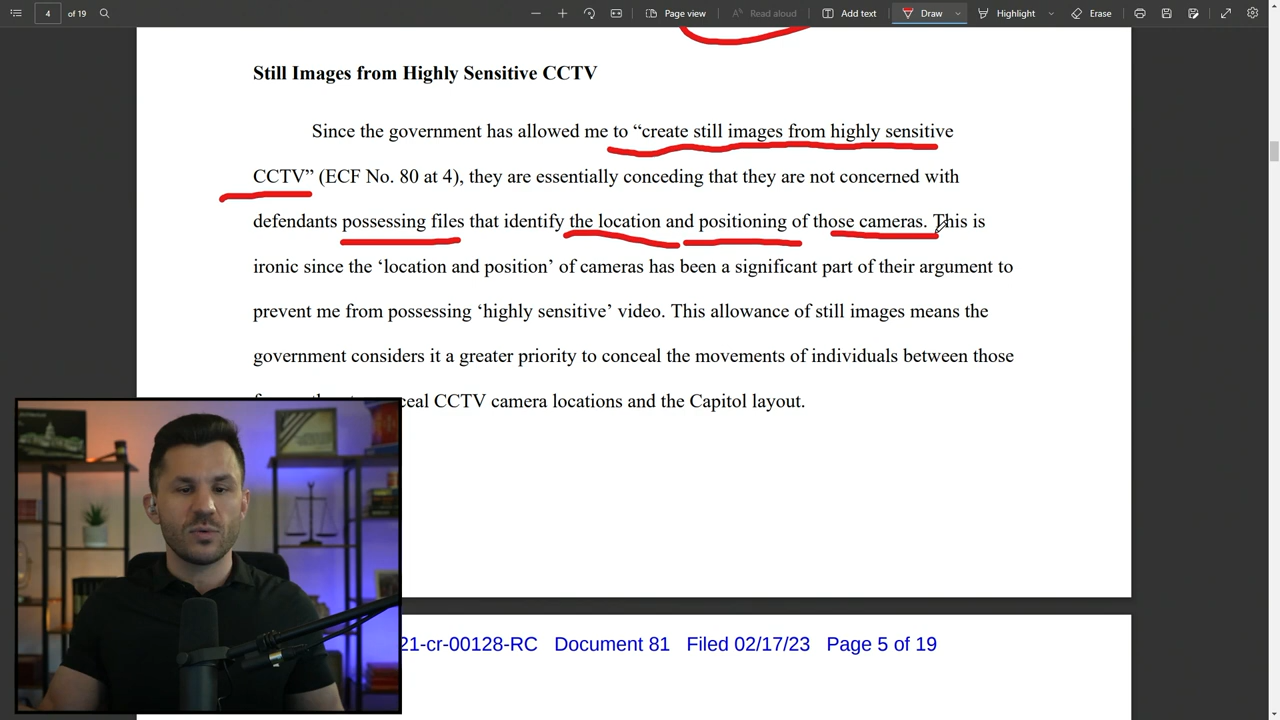 4 of 19 Page view Read aloud Add text Draw Highlight Erase
Still Images from Highly Sensitive CCTV
Since the government has allowed me to “create still images from highly sensitive
CCTV” (ECF No. 80 at 4), they are essentially conceding that they are not concerned with
defendants possessing files that identify the location and positioning of those cameras. This is
ironic since the ‘location and position’ of cameras has been a significant part of their argument to
prevent me from possessing ‘highly sensitive’ video. This allowance of still images means the
government considers it a greater priority to conceal the movements of individuals between those
CCTV camera locations and the Capitol layout.
21-cr-00128-RC Document 81 Filed 02/17/23 Page 5 of 19